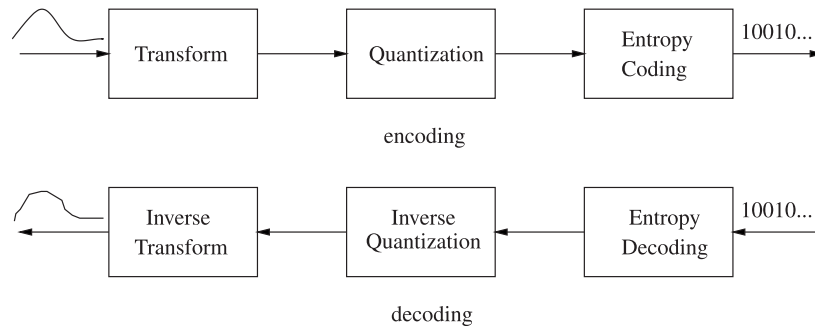 Transform
Quantization
Entropy
Coding
10010...
encoding
Inverse
Transform
Inverse
Quantization
Entropy
Decoding
10010...
decoding